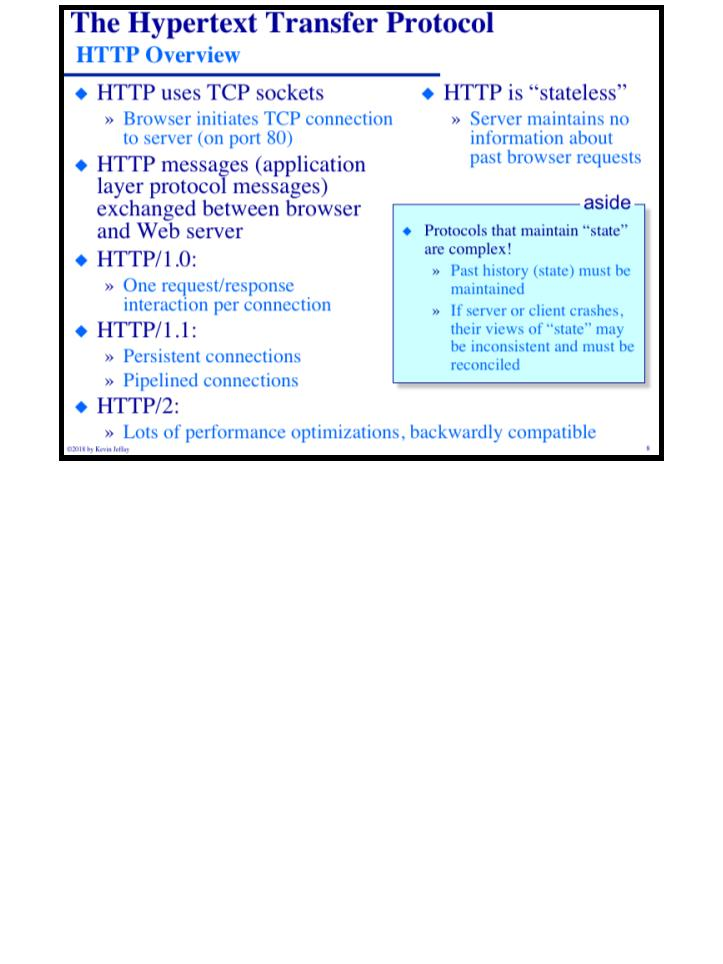 The Hypertext Transfer Protocol
HTTP Overview
◆ HTTP uses TCP sockets
» Browser initiates TCP connection
to server (on port 80)
◆ HTTP messages (application
layer protocol messages)
exchanged between browser
and Web server
◆ HTTP/1.0:
» One request/response
interaction per connection
◆ HTTP/1.1:
» Persistent connections
» Pipelined connections
◆ HTTP/2:
» Lots of performance optimizations, backwardly compatible
◆ HTTP is “stateless”
» Server maintains no
information about
past browser requests
aside
◆ Protocols that maintain “state”
are complex!
» Past history (state) must be
maintained
» If server or client crashes,
their views of “state” may
be inconsistent and must be
reconciled
©2018 by Kevin Jeffay
8